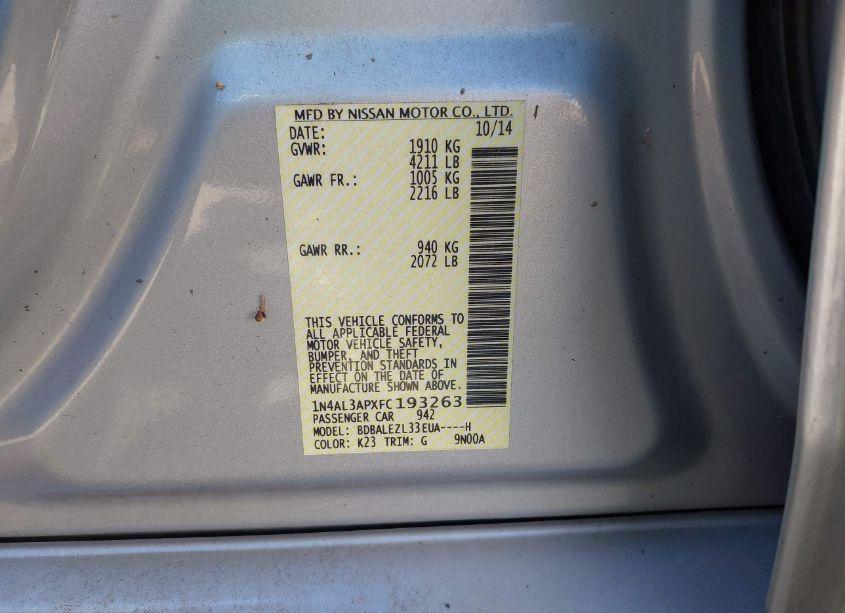 MFD BY NISSAN MOTOR CO., LTD.
DATE: 10/14
GVWR: 1910 KG
4211 LB
GAWR FR.: 1005 KG
2216 LB
GAWR RR.: 940 KG
2072 LB
THIS VEHICLE CONFORMS TO
ALL APPLICABLE FEDERAL
MOTOR VEHICLE SAFETY,
BUMPER, AND THEFT
PREVENTION STANDARDS IN
EFFECT ON THE DATE OF
MANUFACTURE SHOWN ABOVE.
1N4AL3APXFC193263
PASSENGER CAR 942
MODEL: BDBALEZL33EUA----H
COLOR: K23 TRIM: G 9N00A